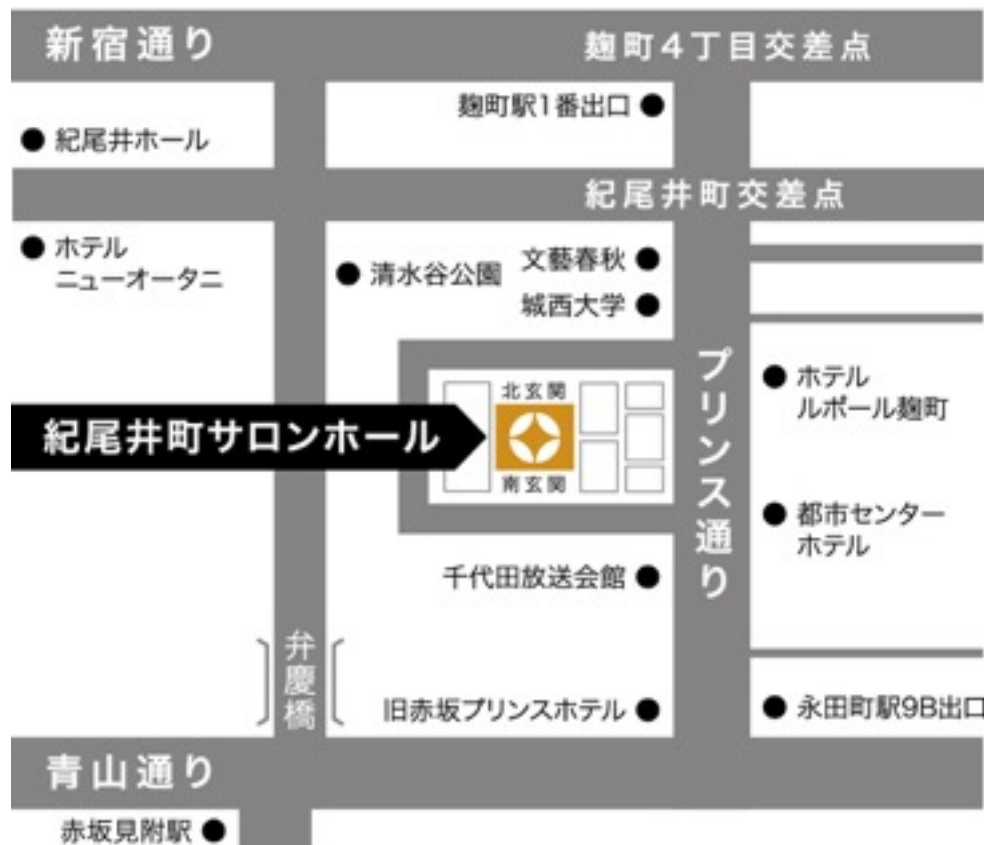 新宿通り
麹町4丁目交差点
麹町駅1番出口
紀尾井ホール
紀尾井町交差点
ホテル
ニューオータニ
清水谷公園
文藝春秋
城西大学
プリンス通り
ホテル
ルポール麹町
北玄関
紀尾井町サロンホール
南玄関
都市センター
ホテル
千代田放送会館
弁慶橋
旧赤坂プリンスホテル
永田町駅9B出口
青山通り
赤坂見附駅